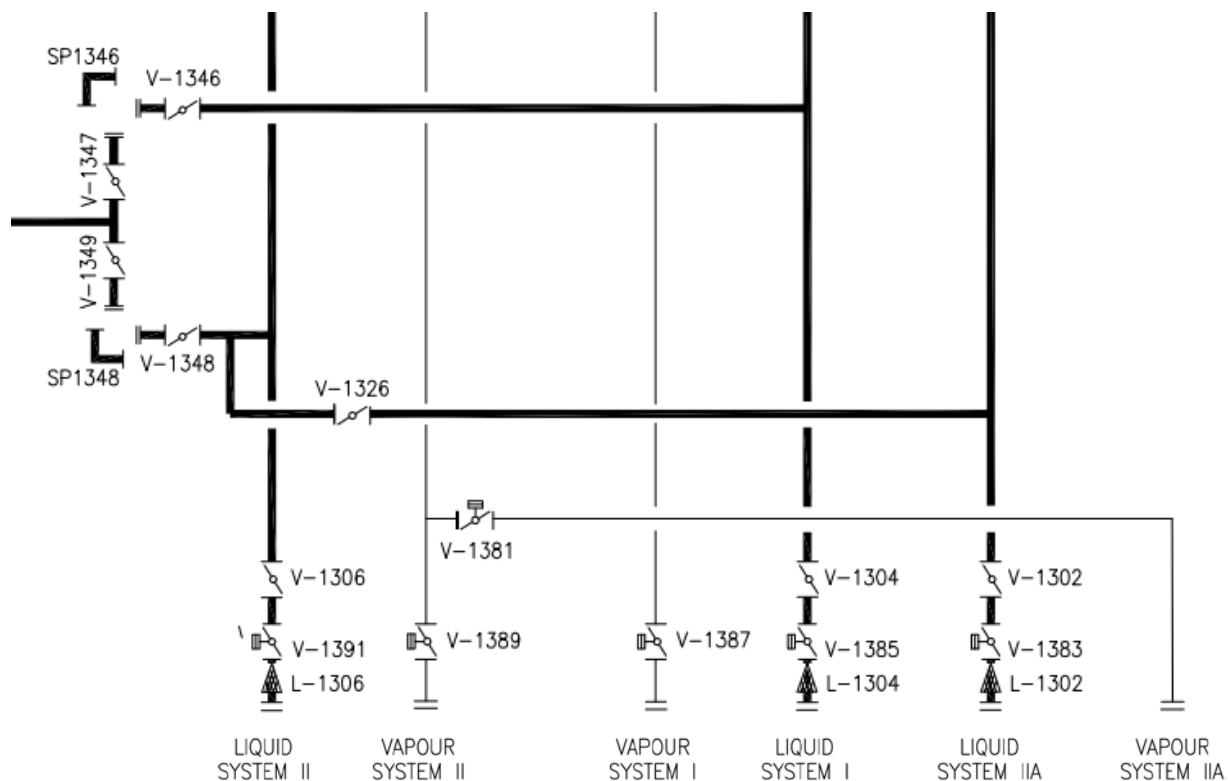 SP1346
V-1346
V-1347
V-1349
V-1348
SP1348
V-1326
V-1381
V-1306
V-1304
V-1302
V-1391
V-1389
V-1387
V-1385
V-1383
L-1306
L-1304
L-1302
LIQUID
SYSTEM II
VAPOUR
SYSTEM II
VAPOUR
SYSTEM I
LIQUID
SYSTEM I
LIQUID
SYSTEM IIA
VAPOUR
SYSTEM IIA